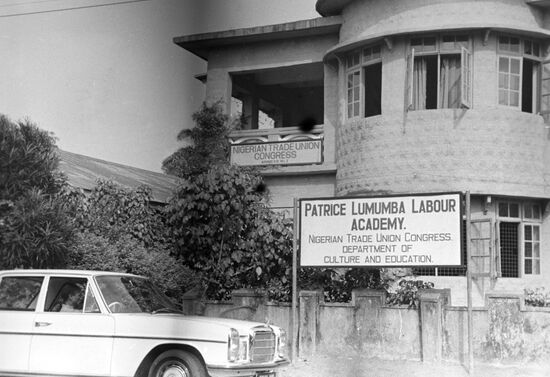 NIGERIAN TRADE UNION
CONGRESS
PATRICE LUMUMBA LABOUR
ACADEMY.
NIGERIAN TRADE UNION CONGRESS.
DEPARTMENT OF
CULTURE AND EDUCATION.